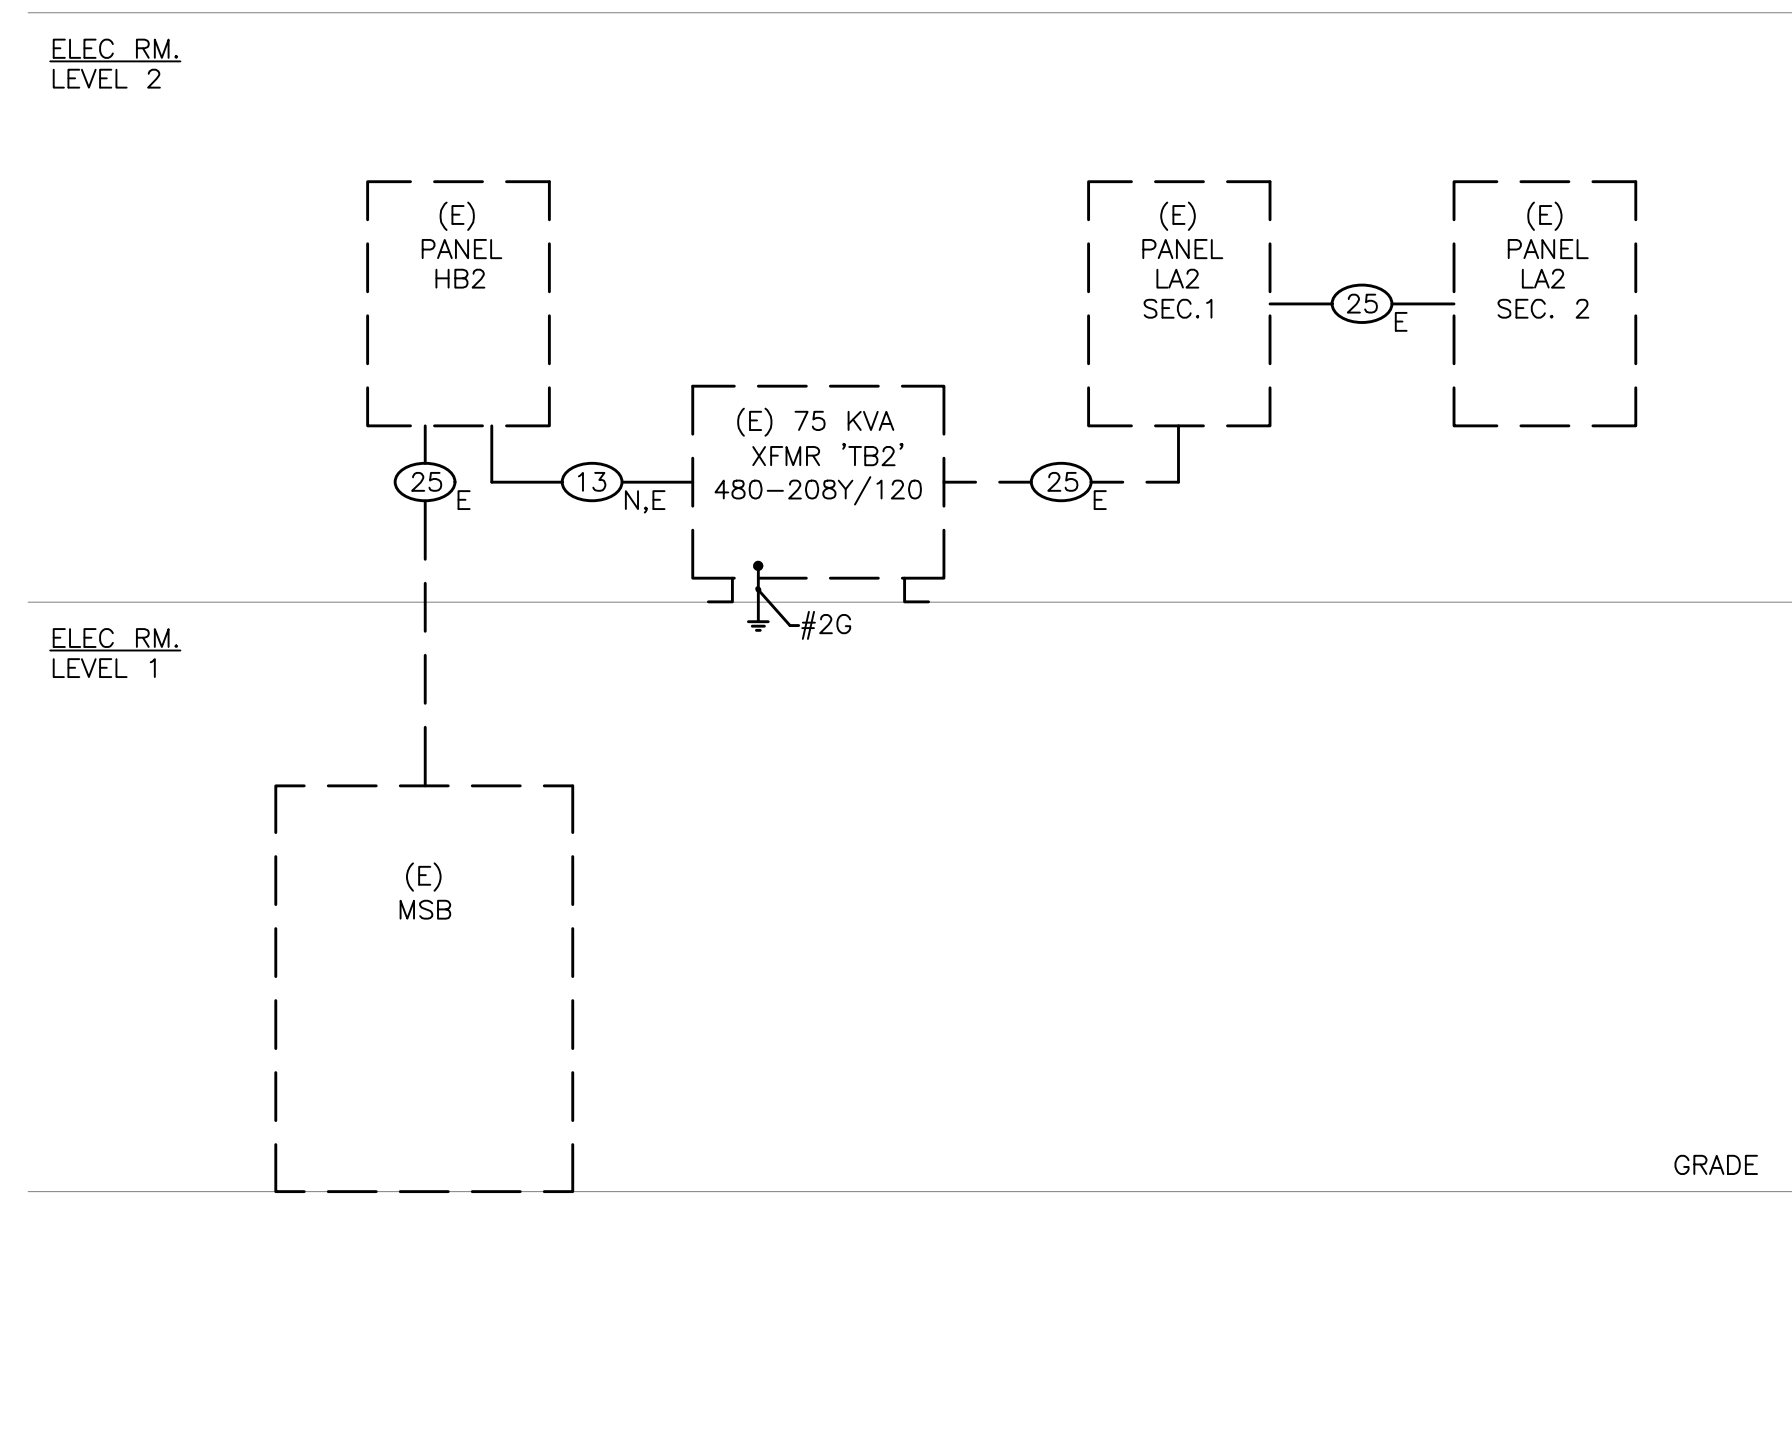 ELEC RM.
LEVEL 2
(E)
PANEL
HB2
(E)
PANEL
LA2
SEC.1
(E)
PANEL
LA2
SEC. 2
25
E
25
E
13
N,E
(E) 75 KVA
XFMR 'TB2'
480-208Y/120
25
E
#2G
ELEC RM.
LEVEL 1
(E)
MSB
GRADE